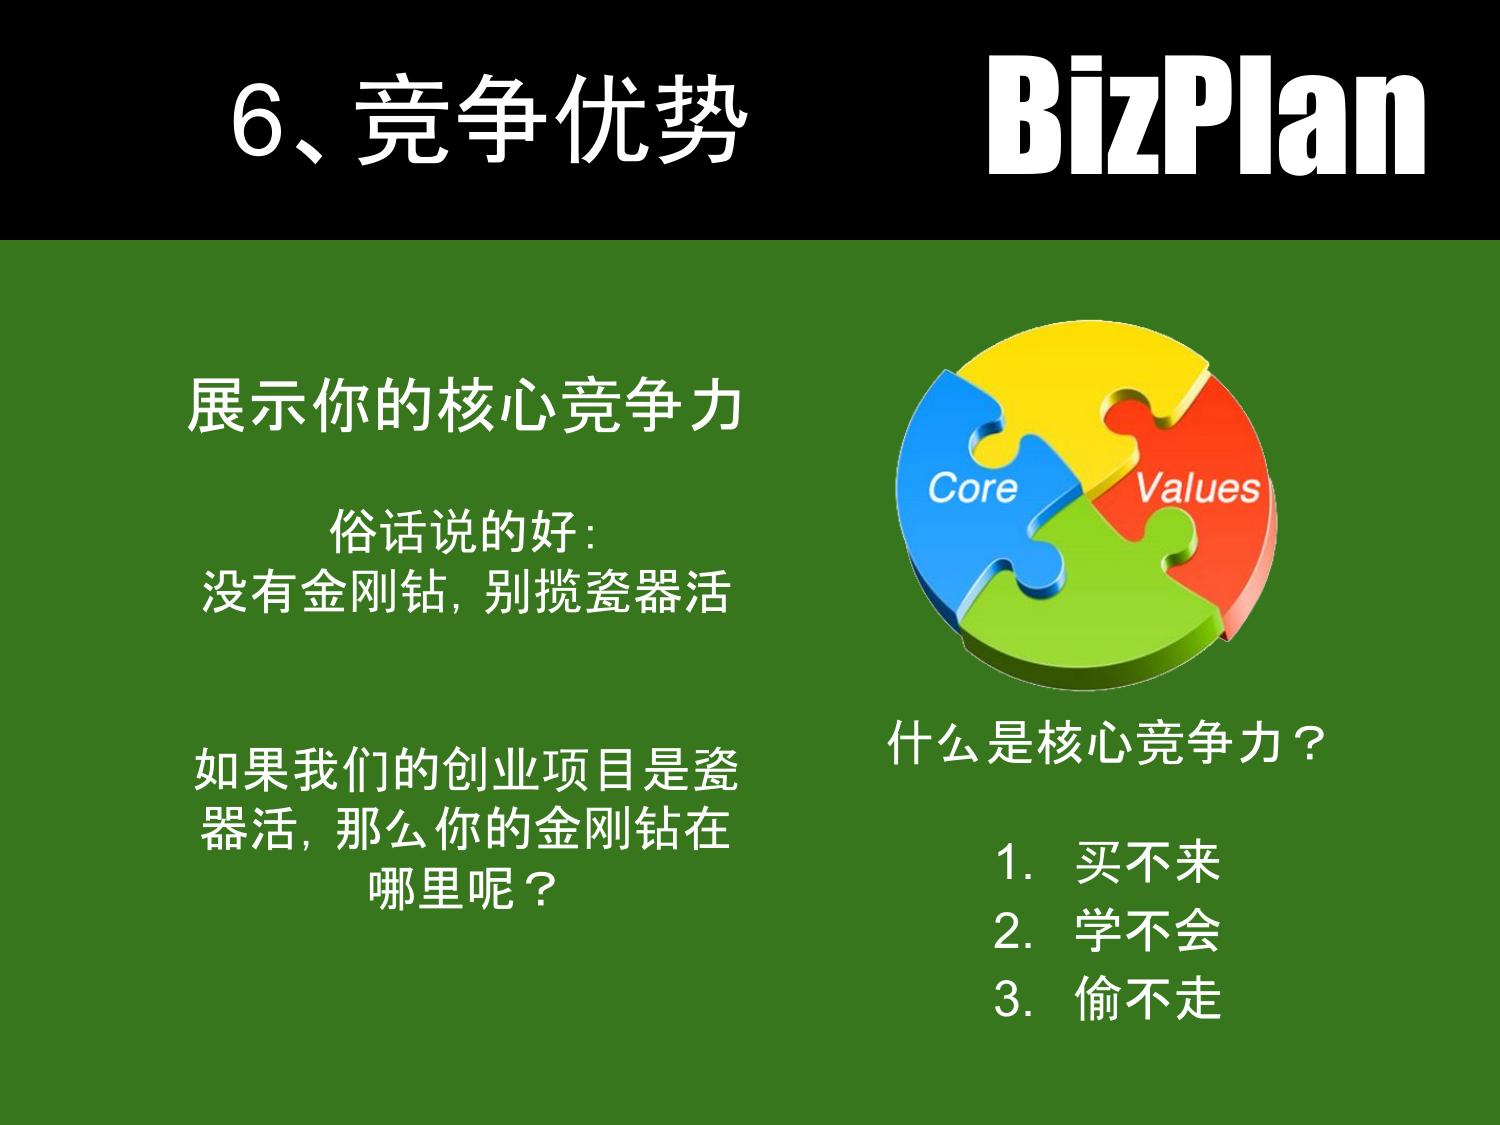 6、竞争优势
BizPlan
展示你的核心竞争力
俗话说的好：
没有金刚钻，别揽瓷器活
如果我们的创业项目是瓷
器活，那么你的金刚钻在
哪里呢？
Core
Values
什么是核心竞争力？
1. 买不来
2. 学不会
3. 偷不走